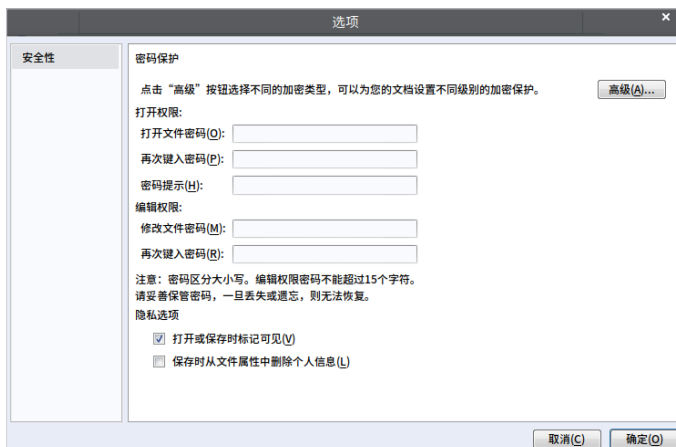 选项
×
安全性
密码保护
点击“高级”按钮选择不同的加密类型，可以为您的文档设置不同级别的加密保护。
高级(A)...
打开权限:
打开文件密码(O):
再次键入密码(P):
密码提示(H):
编辑权限:
修改文件密码(M):
再次键入密码(R):
注意：密码区分大小写。编辑权限密码不能超过15个字符。
请妥善保管密码，一旦丢失或遗忘，则无法恢复。
隐私选项
打开或保存时标记可见(V)
保存时从文件属性中删除个人信息(L)
取消(C)
确定(O)